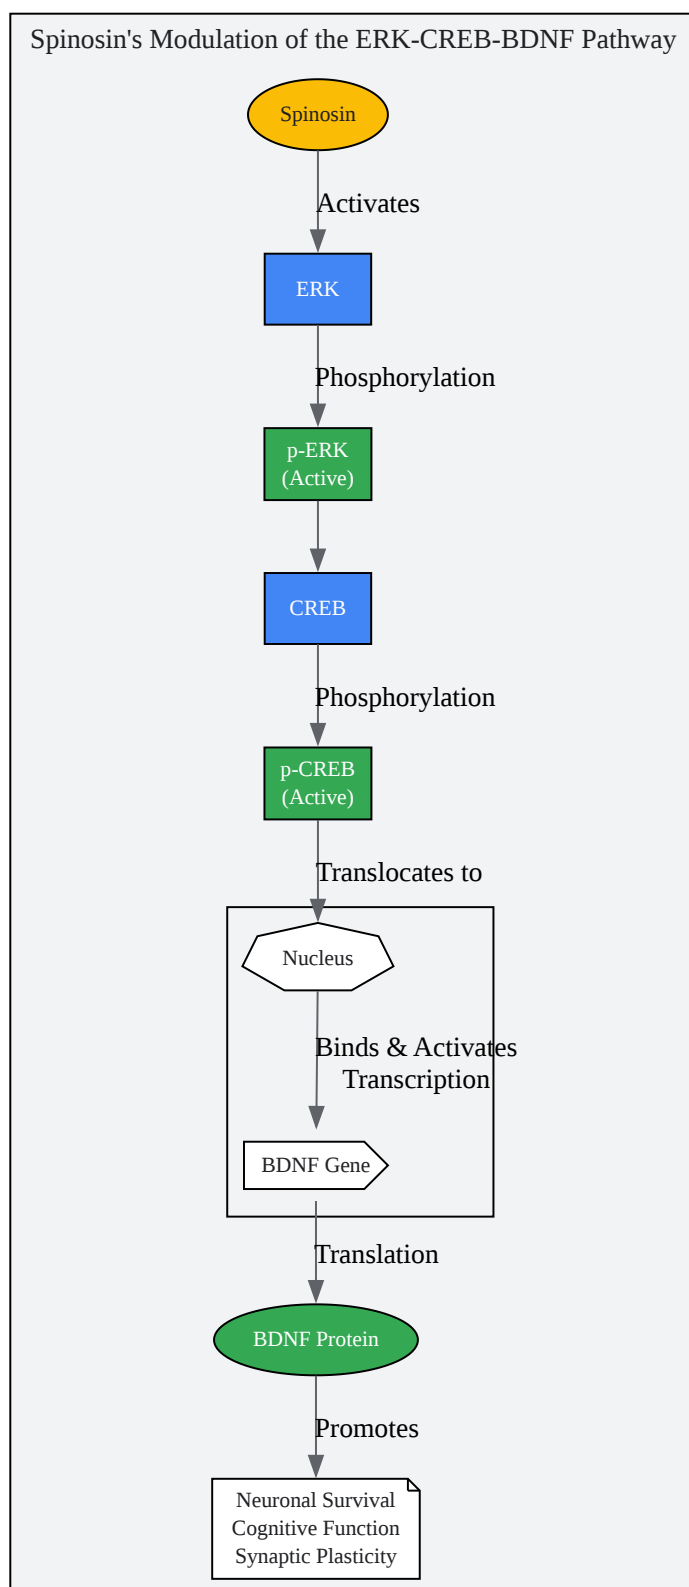 Spinosin's Modulation of the ERK-CREB-BDNF Pathway
Spinosin
Activates
ERK
Phosphorylation
p-ERK
(Active)
CREB
Phosphorylation
p-CREB
(Active)
Translocates to
Nucleus
Binds & Activates
Transcription
BDNF Gene
Translation
BDNF Protein
Promotes
Neuronal Survival
Cognitive Function
Synaptic Plasticity